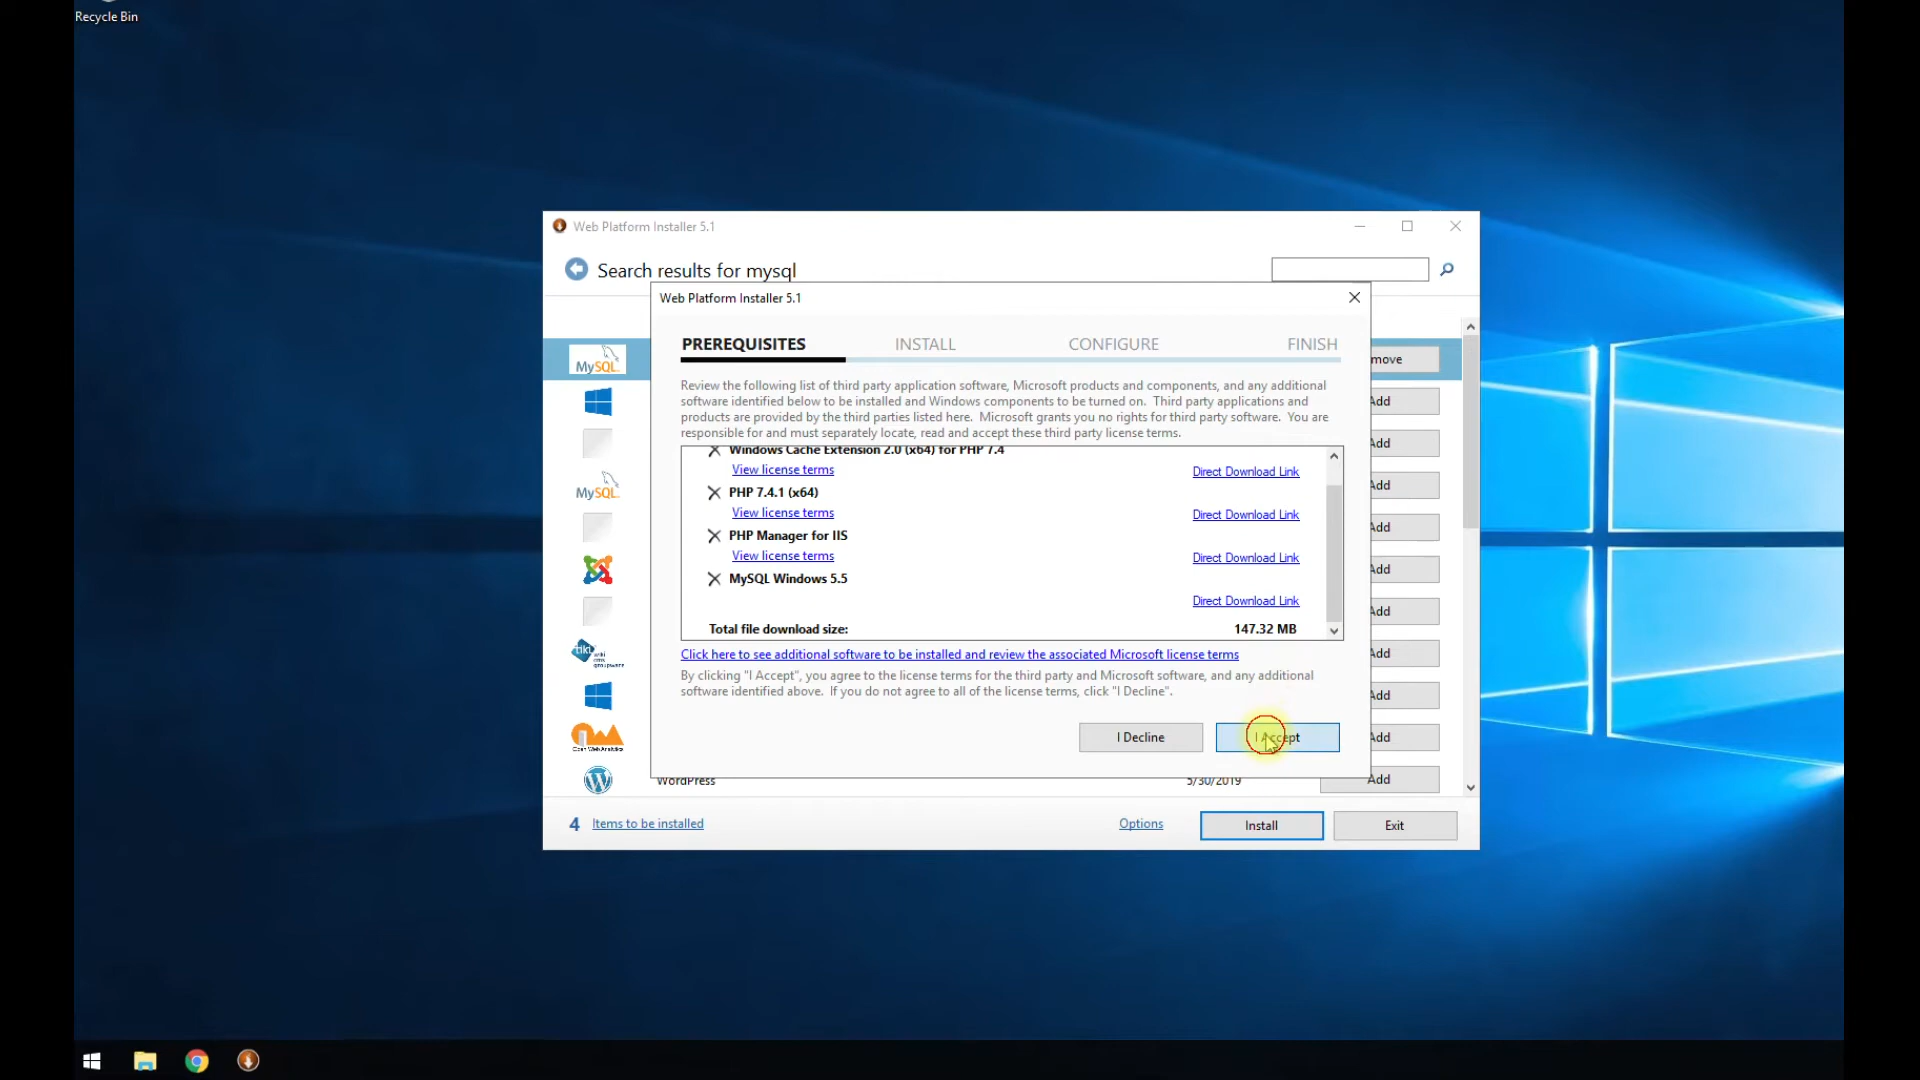 Recycle Bin
Web Platform Installer 5.1
Search results for mysql
Web Platform Installer 5.1
PREREQUISITES INSTALL CONFIGURE FINISH
Review the following list of third party application software, Microsoft products and components, and any additional
software identified below to be installed and Windows components to be turned on. Third party applications and
products are provided by the third parties listed here. Microsoft grants you no rights for third party software. You are
responsible for and must separately locate, read and accept these third party license terms.
Windows Cache Extension 2.0 (x64) for PHP 7.4
View license terms Direct Download Link
PHP 7.4.1 (x64)
View license terms Direct Download Link
PHP Manager for IIS
View license terms Direct Download Link
MySQL Windows 5.5
Direct Download Link
Total file download size: 147.32 MB
Click here to see additional software to be installed and review the associated Microsoft license terms
By clicking "I Accept", you agree to the license terms for the third party and Microsoft software, and any additional
software identified above. If you do not agree to all of the license terms, click "I Decline".
I Decline I Accept
MySQL move
Add
Add
MySQL Add
Add
Add
Add
tiki Add
Add
Add
WordPress 5/30/2019 Add
4 Items to be installed Options Install Exit